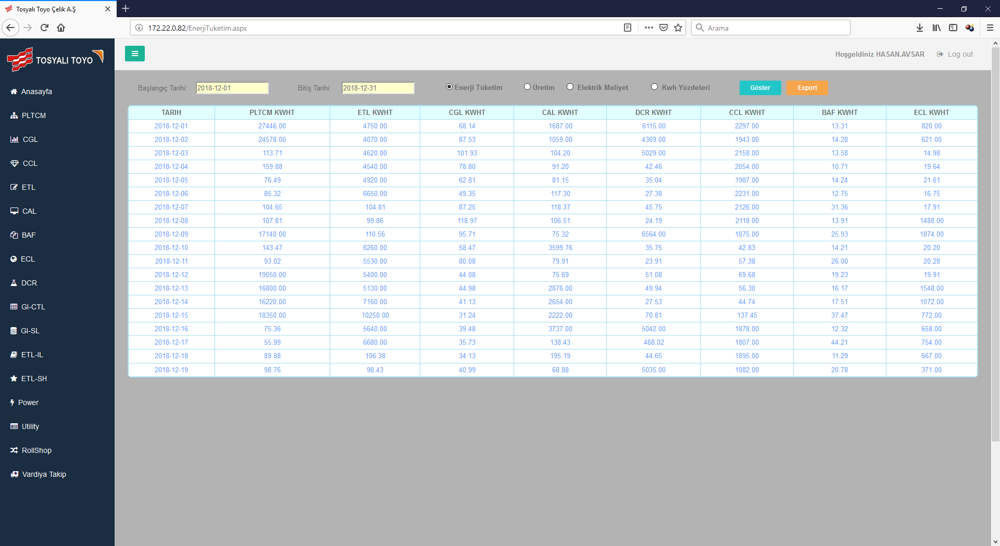 Tosyalı Toyo Çelik A.Ş
172.22.0.82/EnerjiTuketim.aspx
Arama
TOSYALI TOYO
Hoşgeldiniz HASAN.AVSAR Log out
Anasayfa
PLTCM
CGL
CCL
ETL
CAL
BAF
ECL
DCR
GI-CTL
GI-SL
ETL-IL
ETL-SH
Power
Utility
RollShop
Vardiya Takip
Başlangıç Tarihi: 2018-12-01 Bitiş Tarihi: 2018-12-31 Enerji Tüketim Üretim Elektrik Maliyet Kwh Yüzdeleri Göster Export
TARIH PLTCM KWHT ETL KWHT CGL KWHT CAL KWHT DCR KWHT CCL KWHT BAF KWHT ECL KWHT
2018-12-01 27446.00 4750.00 68.14 1687.00 6115.00 2297.00 13.31 820.00
2018-12-02 24578.00 4070.00 87.53 1059.00 4369.00 1943.00 14.28 621.00
2018-12-03 113.71 4620.00 101.93 104.20 5029.00 2158.00 13.58 14.98
2018-12-04 159.88 4540.00 78.80 91.20 42.46 2054.00 10.71 19.64
2018-12-05 76.49 4920.00 62.81 81.15 35.04 1987.00 14.24 21.61
2018-12-06 85.32 6650.00 49.35 117.30 27.38 2231.00 12.75 16.75
2018-12-07 104.65 104.81 87.25 118.37 45.75 2126.00 31.36 17.91
2018-12-08 107.81 99.86 118.97 106.51 24.19 2118.00 13.91 1488.00
2018-12-09 17140.00 110.56 95.71 75.32 6564.00 1875.00 25.93 1874.00
2018-12-10 143.47 6260.00 58.47 3599.76 35.75 42.83 14.21 20.20
2018-12-11 93.02 5530.00 80.08 79.91 23.91 57.38 26.00 20.28
2018-12-12 19050.00 5400.00 44.08 75.69 51.08 69.68 19.23 19.91
2018-12-13 16800.00 5130.00 44.98 2876.00 49.94 56.30 16.17 1548.00
2018-12-14 16220.00 7160.00 41.13 2654.00 27.53 44.74 17.51 1072.00
2018-12-15 18350.00 10250.00 31.24 2222.00 70.81 137.45 37.47 772.00
2018-12-16 75.36 5640.00 39.48 3737.00 5042.00 1878.00 12.32 658.00
2018-12-17 55.99 6680.00 35.73 138.43 468.02 1807.00 44.21 754.00
2018-12-18 89.88 106.38 34.13 195.19 44.65 1895.00 11.29 667.00
2018-12-19 98.76 98.43 40.99 68.88 5035.00 1082.00 20.78 371.00